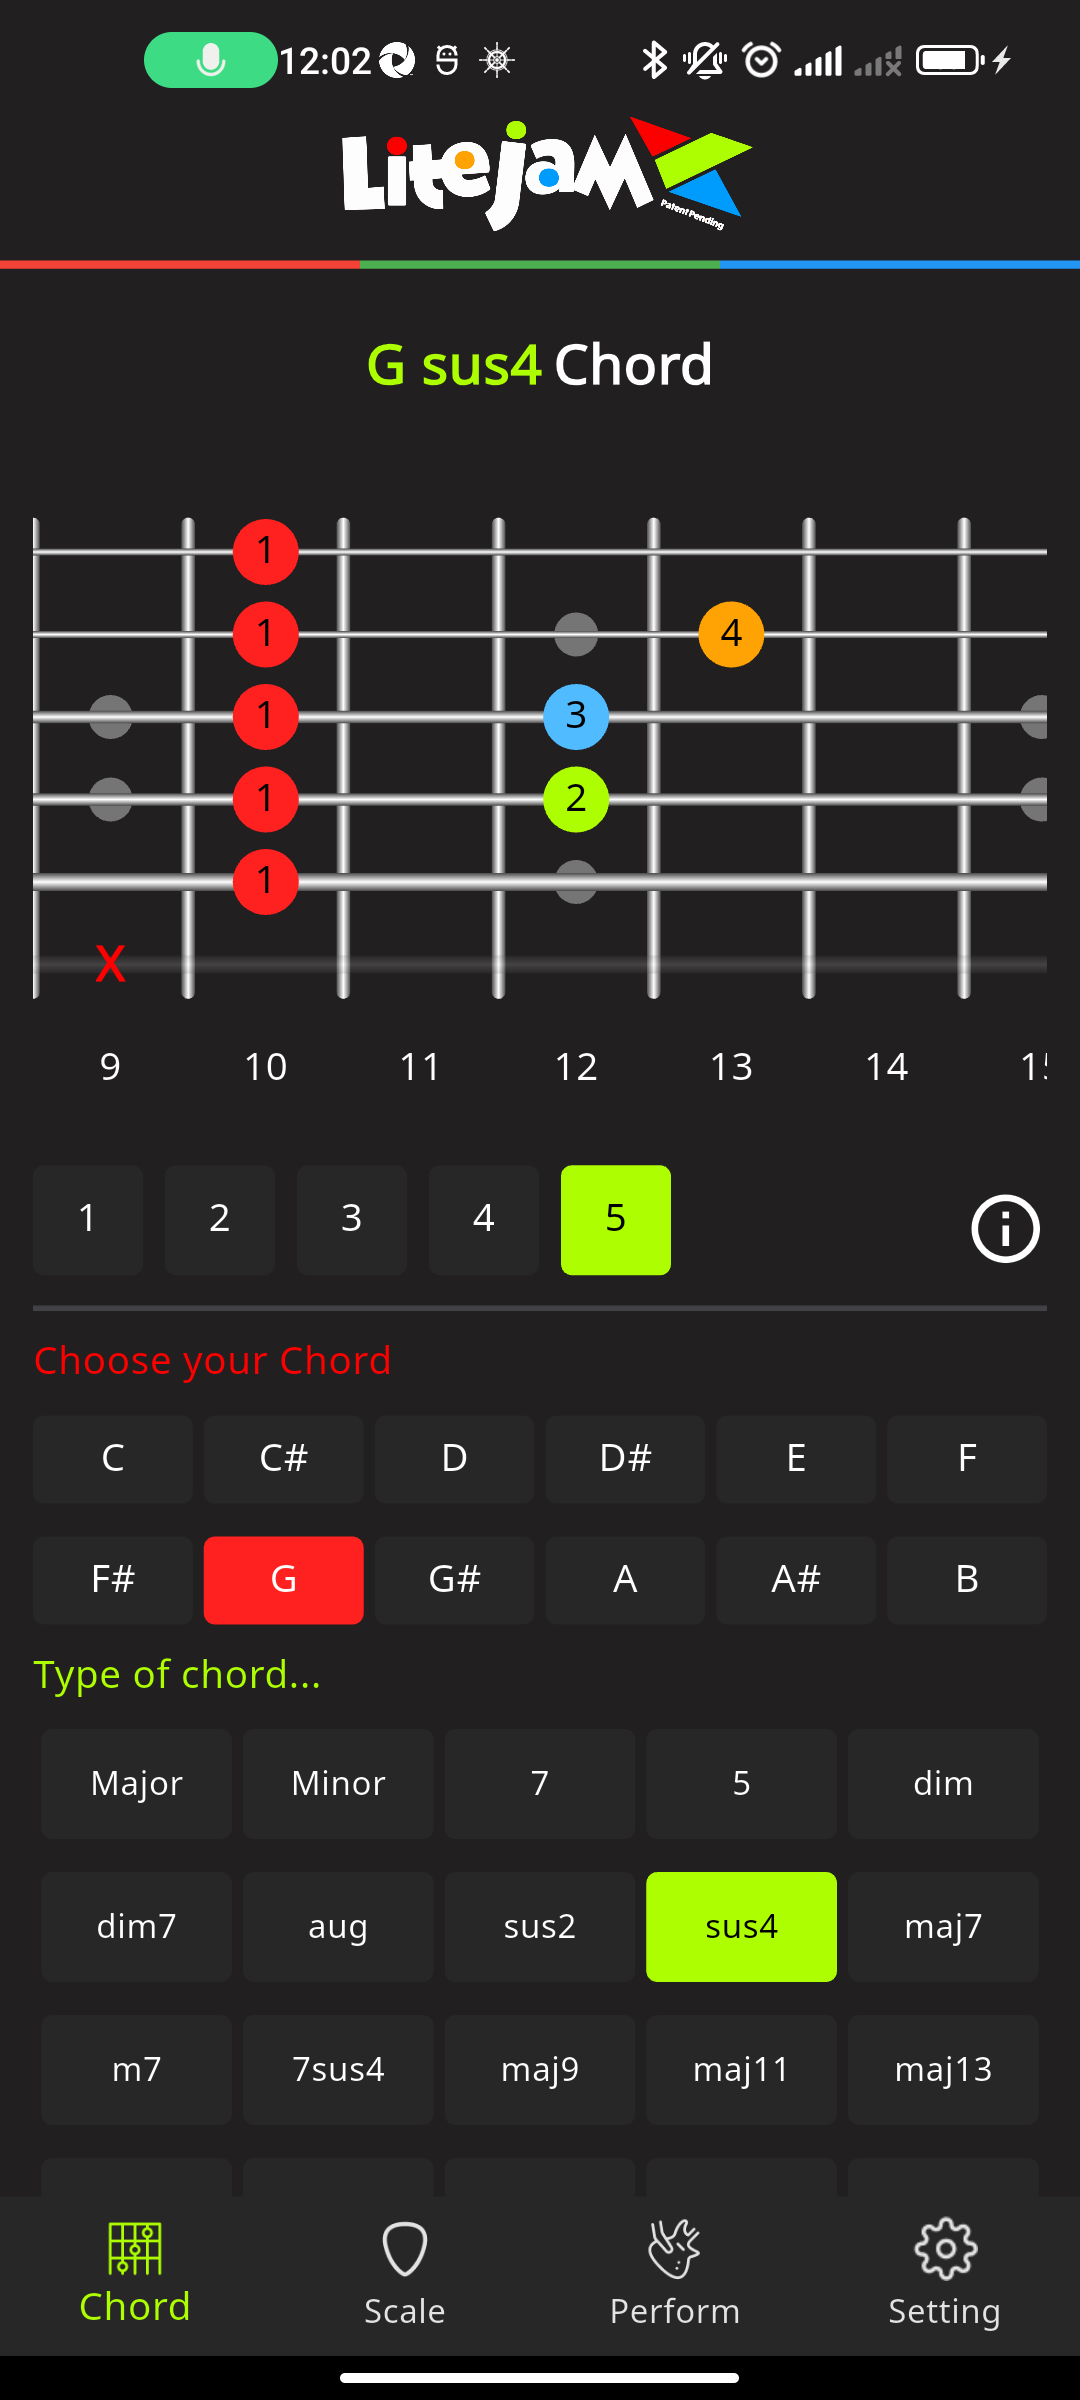 12:02
LitejaM
Patent Pending
G sus4 Chord
1
1 4
1 3
1 2
1
X
9 10 11 12 13 14 15
1 2 3 4 5
Choose your Chord
C C# D D# E F
F# G G# A A# B
Type of chord...
Major Minor 7 5 dim
dim7 aug sus2 sus4 maj7
m7 7sus4 maj9 maj11 maj13
Chord Scale Perform Setting